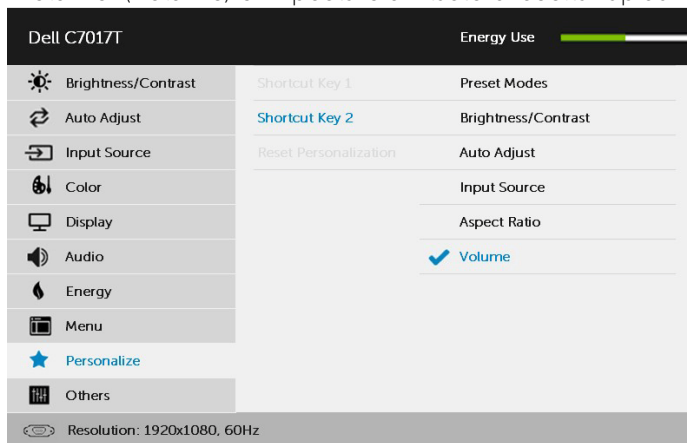 Dell C7017T
Energy Use
Brightness/Contrast
Shortcut Key 1
Preset Modes
Auto Adjust
Shortcut Key 2
Brightness/Contrast
Input Source
Reset Personalization
Auto Adjust
Color
Input Source
Display
Aspect Ratio
Audio
Volume
Energy
Menu
Personalize
Others
Resolution: 1920x1080, 60Hz